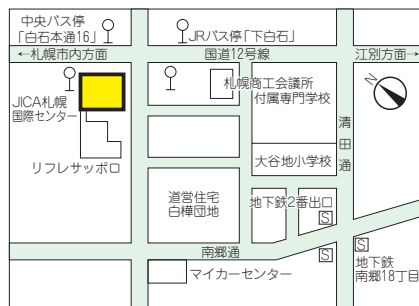 中央バス停
「白石本通16」
JRバス停「下白石」
←札幌市内方面
国道12号線
江別方面→
N
札幌商工会議所
付属専門学校
JICA札幌
国際センター
清田通
リフレサッポロ
大谷地小学校
道営住宅
白樺団地
地下鉄2番出口
S
南郷通
S
S
地下鉄
南郷18丁目
マイカーセンター